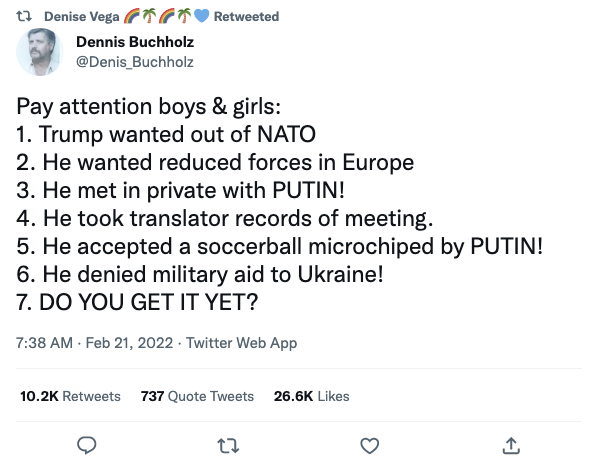 Denise Vega 🌈🌴🌈🌴💙 Retweeted
Dennis Buchholz
@Denis_Buchholz
Pay attention boys & girls:
1. Trump wanted out of NATO
2. He wanted reduced forces in Europe
3. He met in private with PUTIN!
4. He took translator records of meeting.
5. He accepted a soccerball microchiped by PUTIN!
6. He denied military aid to Ukraine!
7. DO YOU GET IT YET?
7:38 AM · Feb 21, 2022 · Twitter Web App
10.2K Retweets 737 Quote Tweets 26.6K Likes